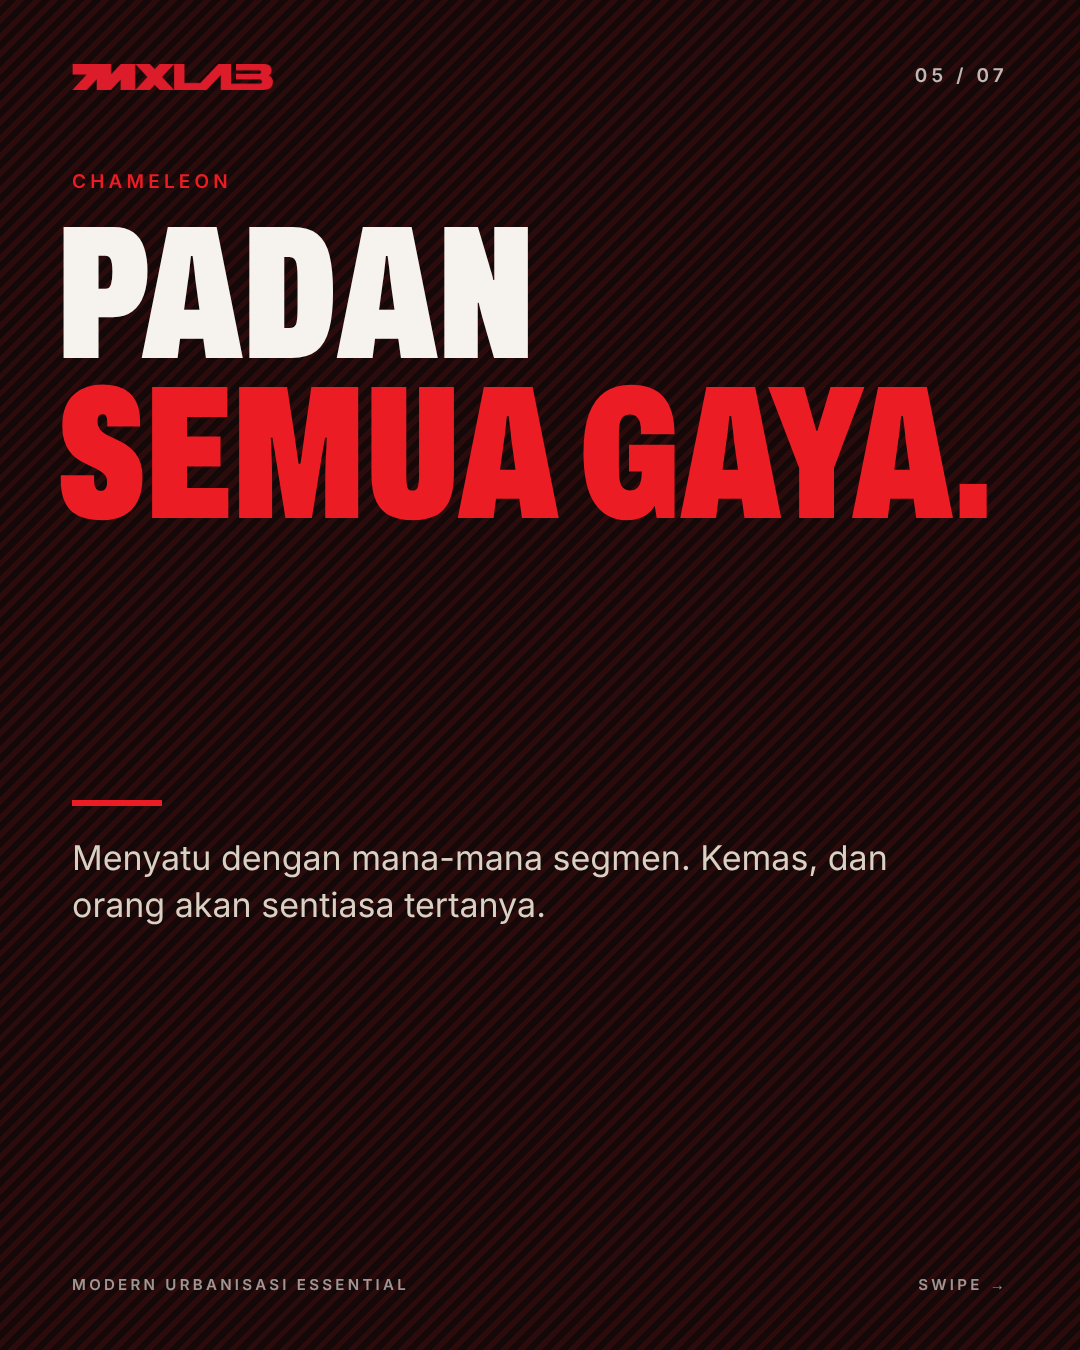 7MXLAB
05 / 07
CHAMELEON
PADAN
SEMUA GAYA.
Menyatu dengan mana-mana segmen. Kemas, dan
orang akan sentiasa tertanya.
MODERN URBANISASI ESSENTIAL
SWIPE →